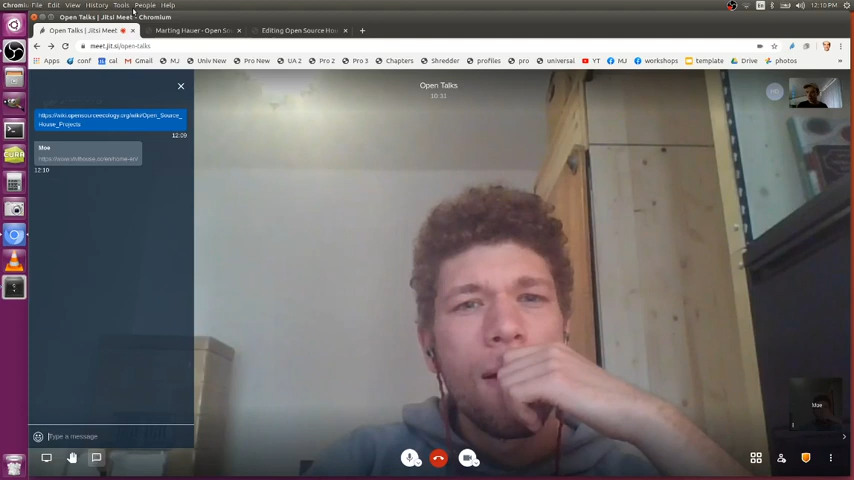 Chromi File Edit View History Tools People Help
En
12:10 PM
Open Talks | Jitsi Meet - Chromium
Open Talks | Jitsi Meet
Marting Hauer - Open So
Editing Open Source Hou
meet.jit.si/open-talks
Apps conf cal Gmail MJ Univ New Pro New UA 2 Pro 2 Pro 3 Chapters Shredder profiles pro universal YT MJ workshops template Drive photos
Open Talks
10:31
MG
https://wiki.opensourceecology.org/wiki/Open_Source_
House_Projects
12:09
Moe
12:10
Type a message
Moe
CURA